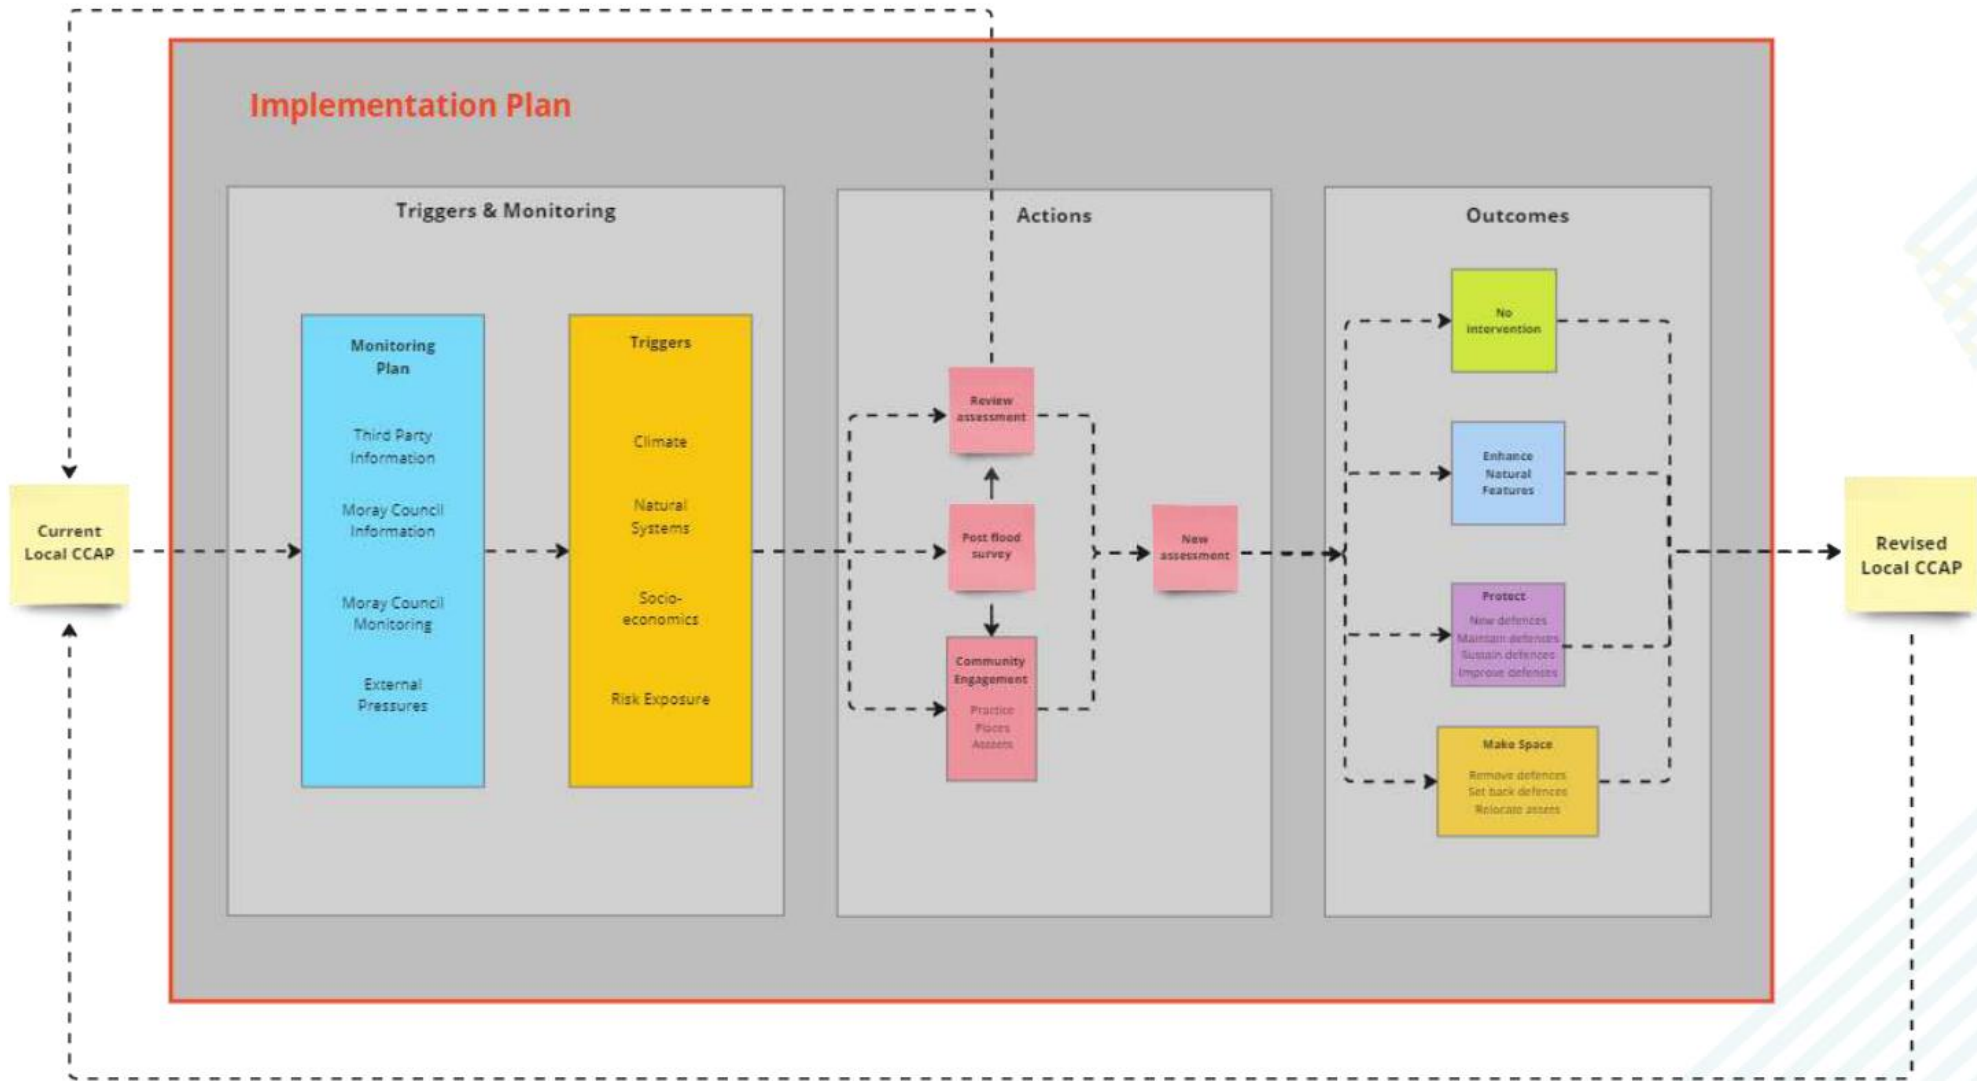 Implementation Plan
Triggers & Monitoring
Monitoring
Plan
Third Party
Information
Moray Council
Information
Moray Council
Monitoring
External
Pressures
Triggers
Climate
Natural
Systems
Socio-
economics
Risk Exposure
Actions
Review
assessment
Post flood
survey
Community
Engagement
Practice
Places
Assets
New
assessment
Outcomes
No
intervention
Enhance
Natural
Features
Protect
New defences
Maintain defences
Sustain defences
Improve defences
Make Space
Remove defences
Set back defences
Relocate assets
Current
Local CCAP
Revised
Local CCAP